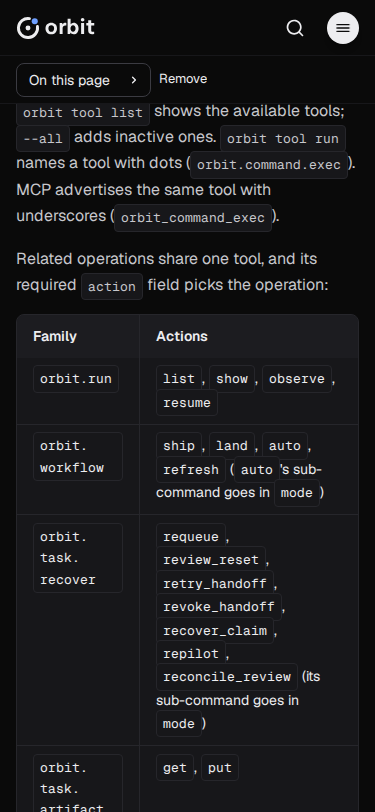 orbit
On this page
Remove
orbit tool list shows the available tools;
--all adds inactive ones. orbit tool run
names a tool with dots (orbit.command.exec).
MCP advertises the same tool with
underscores (orbit_command_exec).
Related operations share one tool, and its
required action field picks the operation:
Family Actions
orbit.run list, show, observe,
resume
orbit. ship, land, auto,
workflow refresh (auto's sub-
command goes in mode)
orbit. requeue,
task. review_reset,
recover retry_handoff,
revoke_handoff,
recover_claim,
repilot,
reconcile_review (its
sub-command goes in
mode)
orbit. get, put
task.
artifact